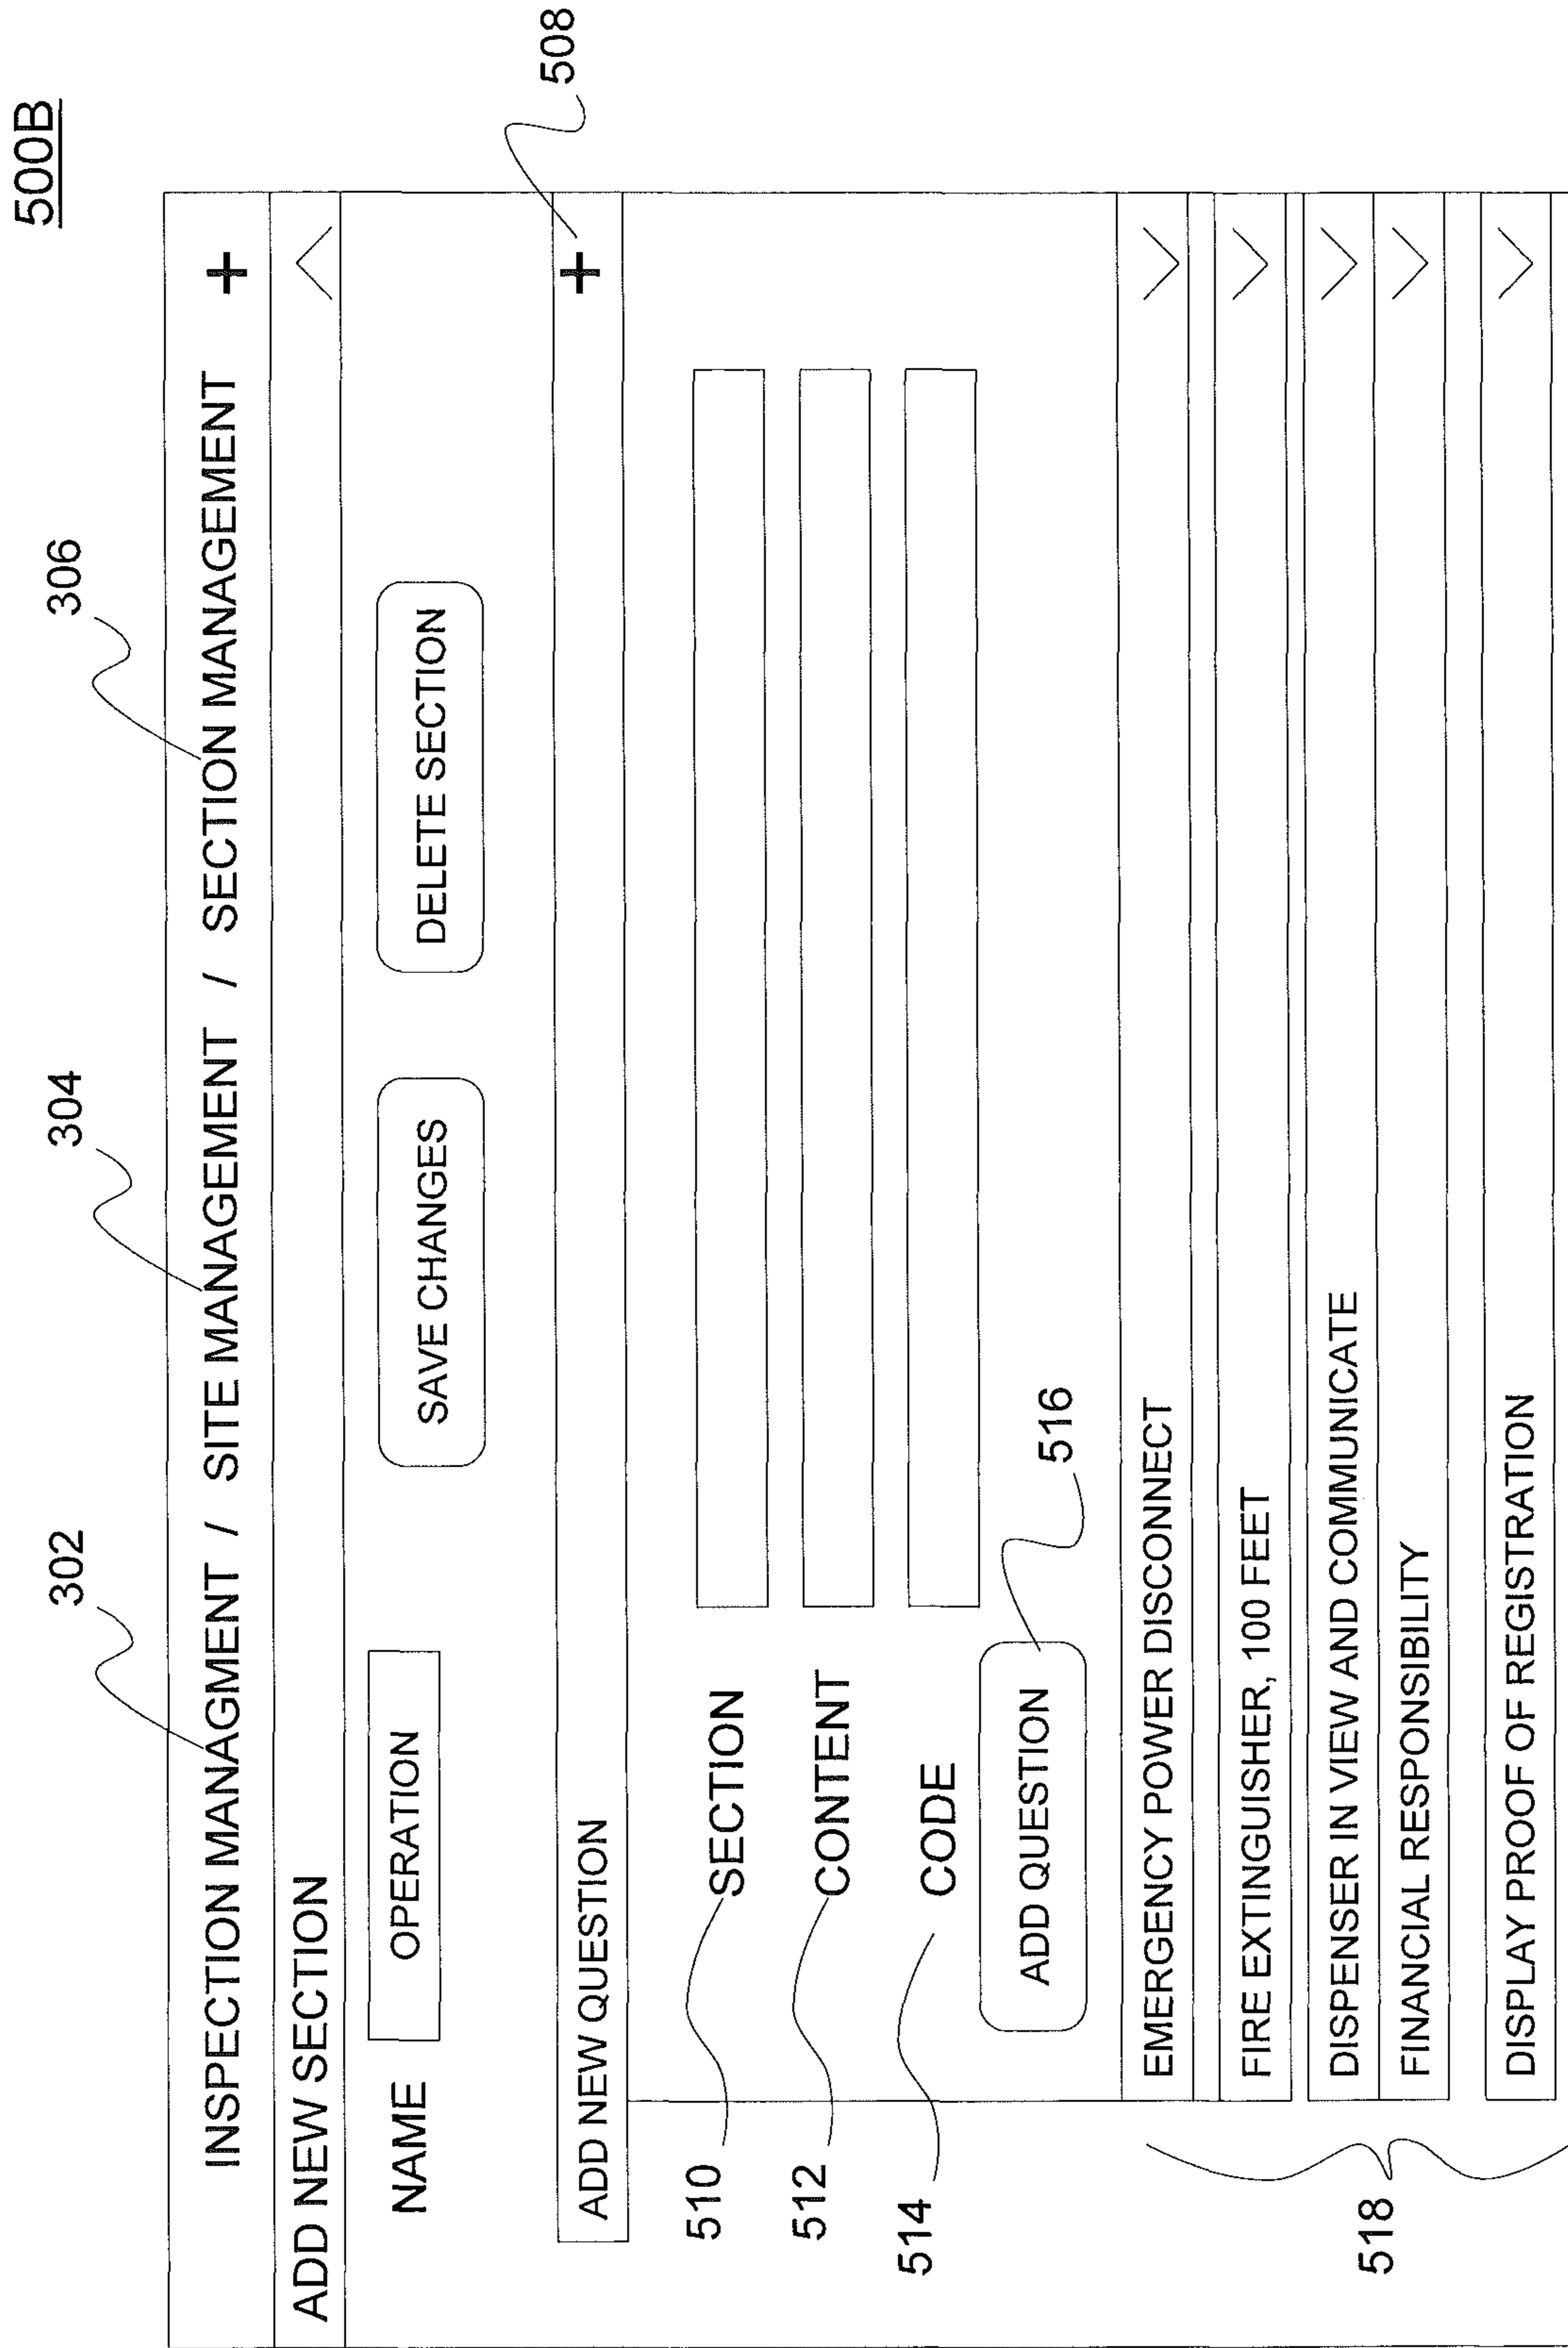 500B
302 304 306
INSPECTION MANAGMENT / SITE MANAGEMENT / SECTION MANAGEMENT +
ADD NEW SECTION
NAME OPERATION SAVE CHANGES DELETE SECTION
508
ADD NEW QUESTION +
510 SECTION
512 CONTENT
514 CODE
ADD QUESTION 516
EMERGENCY POWER DISCONNECT
FIRE EXTINGUISHER, 100 FEET
DISPENSER IN VIEW AND COMMUNICATE
FINANCIAL RESPONSIBILITY
518
DISPLAY PROOF OF REGISTRATION